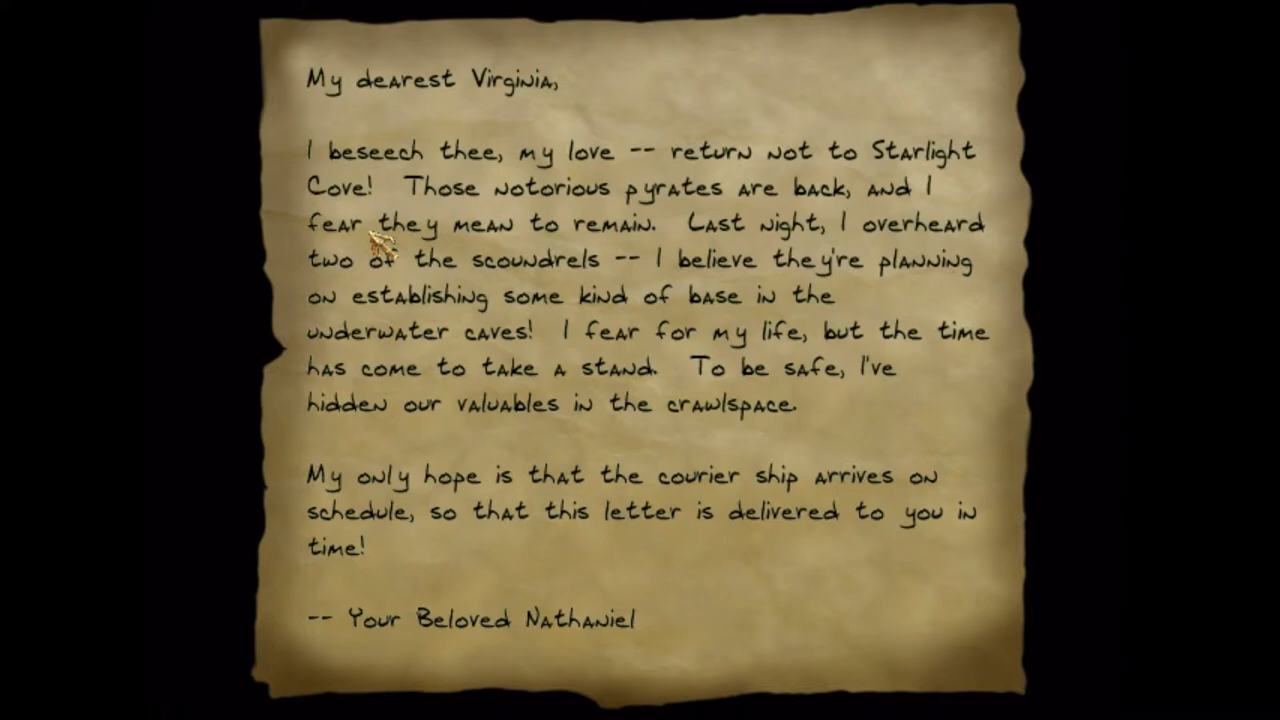 My dearest Virginia,
I beseech thee, my love -- return not to Starlight
Cove! Those notorious pyrates are back, and I
fear they mean to remain. Last night, I overheard
two of the scoundrels -- I believe they're planning
on establishing some kind of base in the
underwater caves! I fear for my life, but the time
has come to take a stand. To be safe, I've
hidden our valuables in the crawlspace.
My only hope is that the courier ship arrives on
schedule, so that this letter is delivered to you in
time!
-- Your Beloved Nathaniel